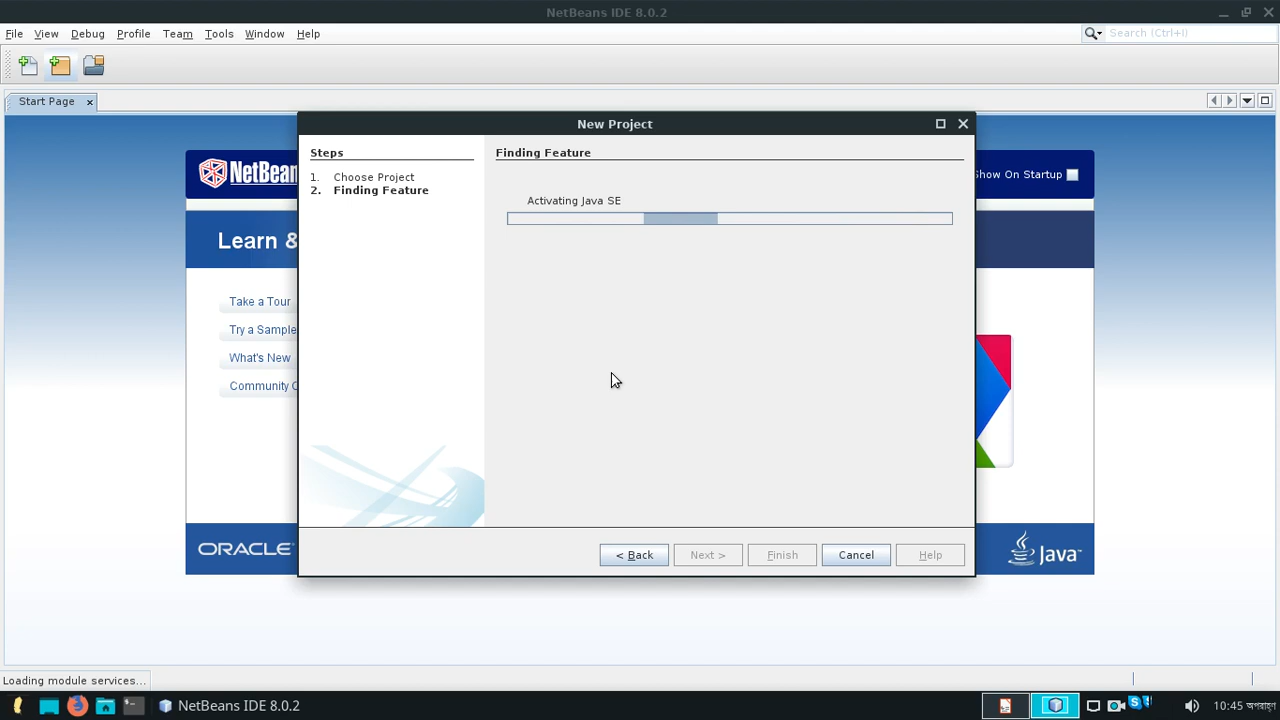 NetBeans IDE 8.0.2
File View Debug Profile Team Tools Window Help
Search (Ctrl+I)
Start Page
New Project
Steps
1. Choose Project
2. Finding Feature
Finding Feature
Activating Java SE
NetBean
Show On Startup
Learn &
Take a Tour
Try a Sample
What's New
Community
ORACLE
Java
< Back Next > Finish Cancel Help
Loading module services...
NetBeans IDE 8.0.2
10:45 অপরাহ্ণ